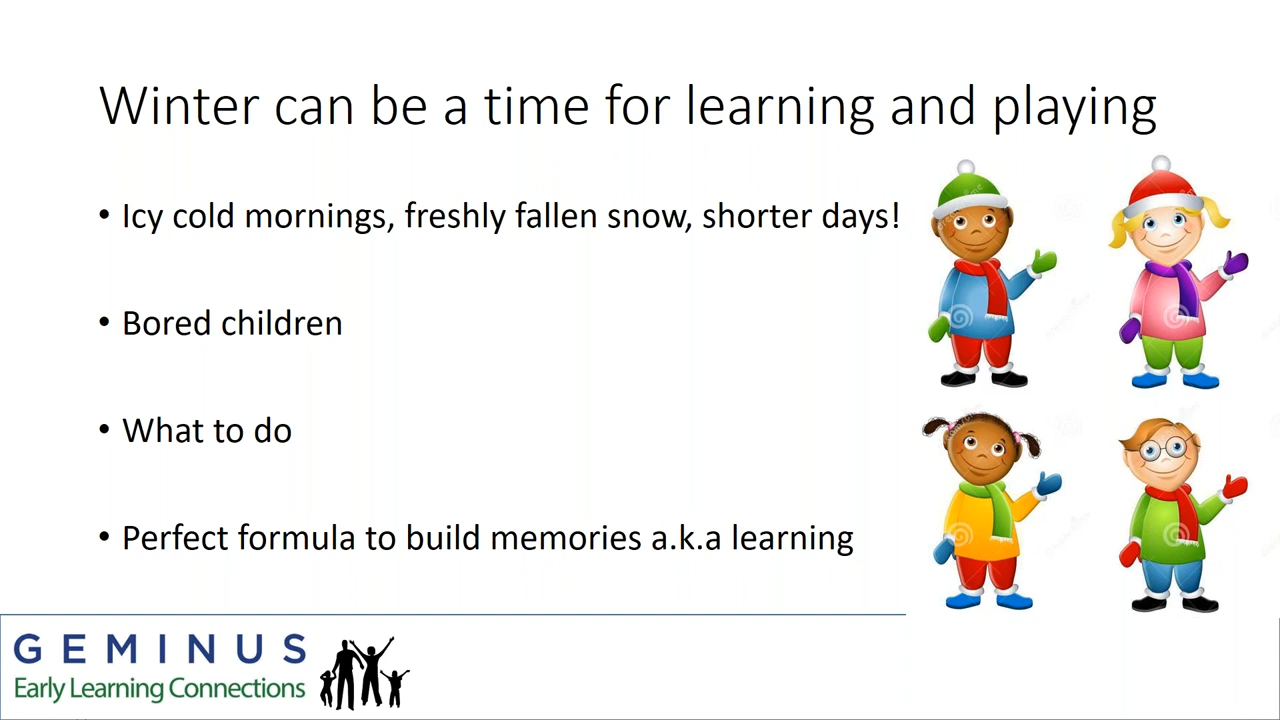 Winter can be a time for learning and playing
• Icy cold mornings, freshly fallen snow, shorter days!
• Bored children
• What to do
• Perfect formula to build memories a.k.a learning
GEMINUS
Early Learning Connections